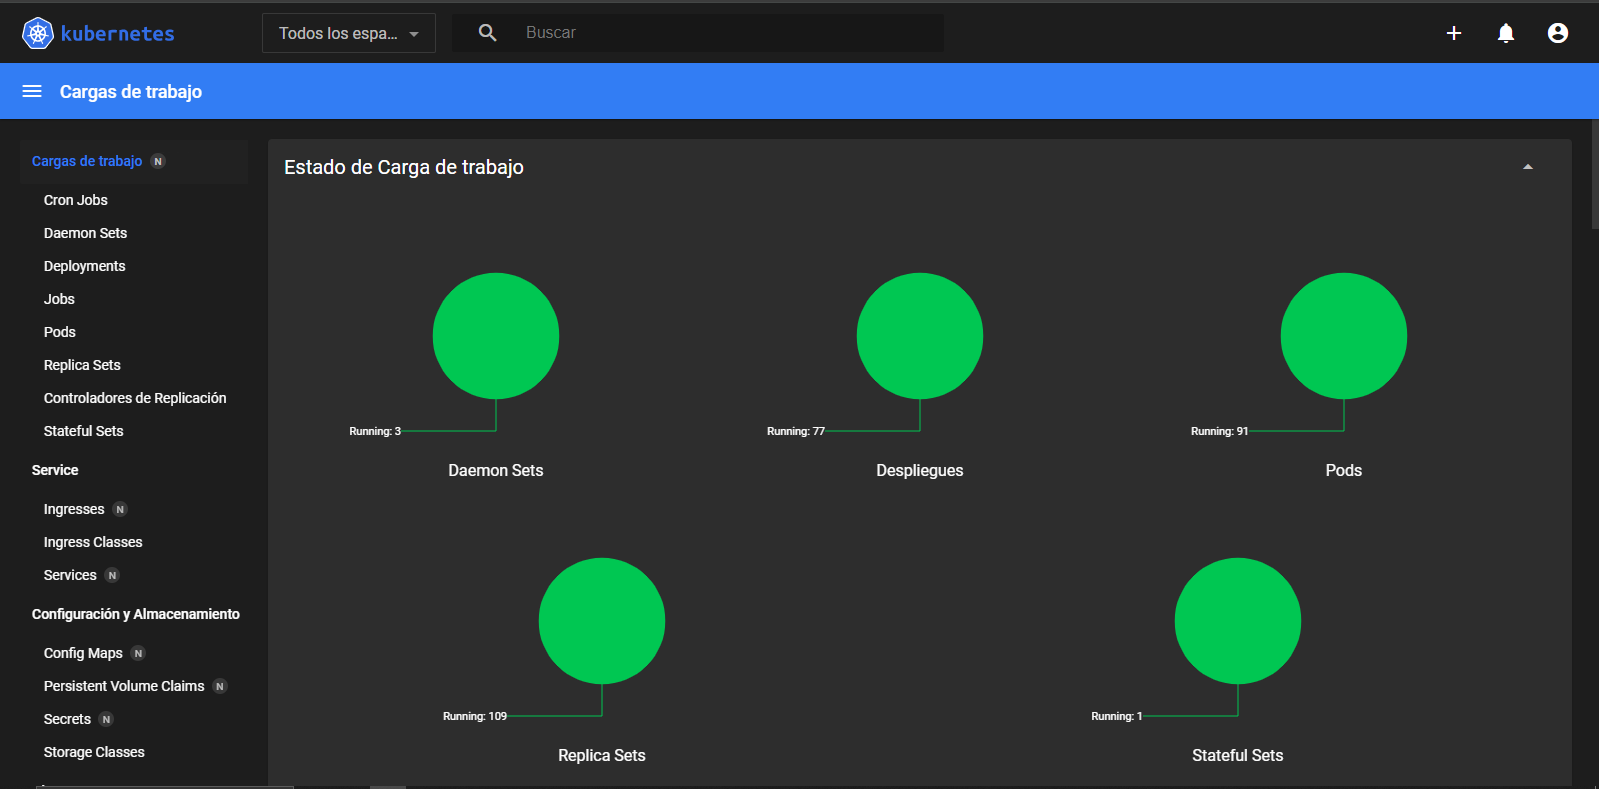 kubernetes
Todos los espa...
Buscar
Cargas de trabajo
Cargas de trabajo N
Cron Jobs
Daemon Sets
Deployments
Jobs
Pods
Replica Sets
Controladores de Replicación
Stateful Sets
Service
Ingresses N
Ingress Classes
Services N
Configuración y Almacenamiento
Config Maps N
Persistent Volume Claims N
Secrets N
Storage Classes
Estado de Carga de trabajo
Running: 3
Daemon Sets
Running: 77
Despliegues
Running: 91
Pods
Running: 109
Replica Sets
Running: 1
Stateful Sets